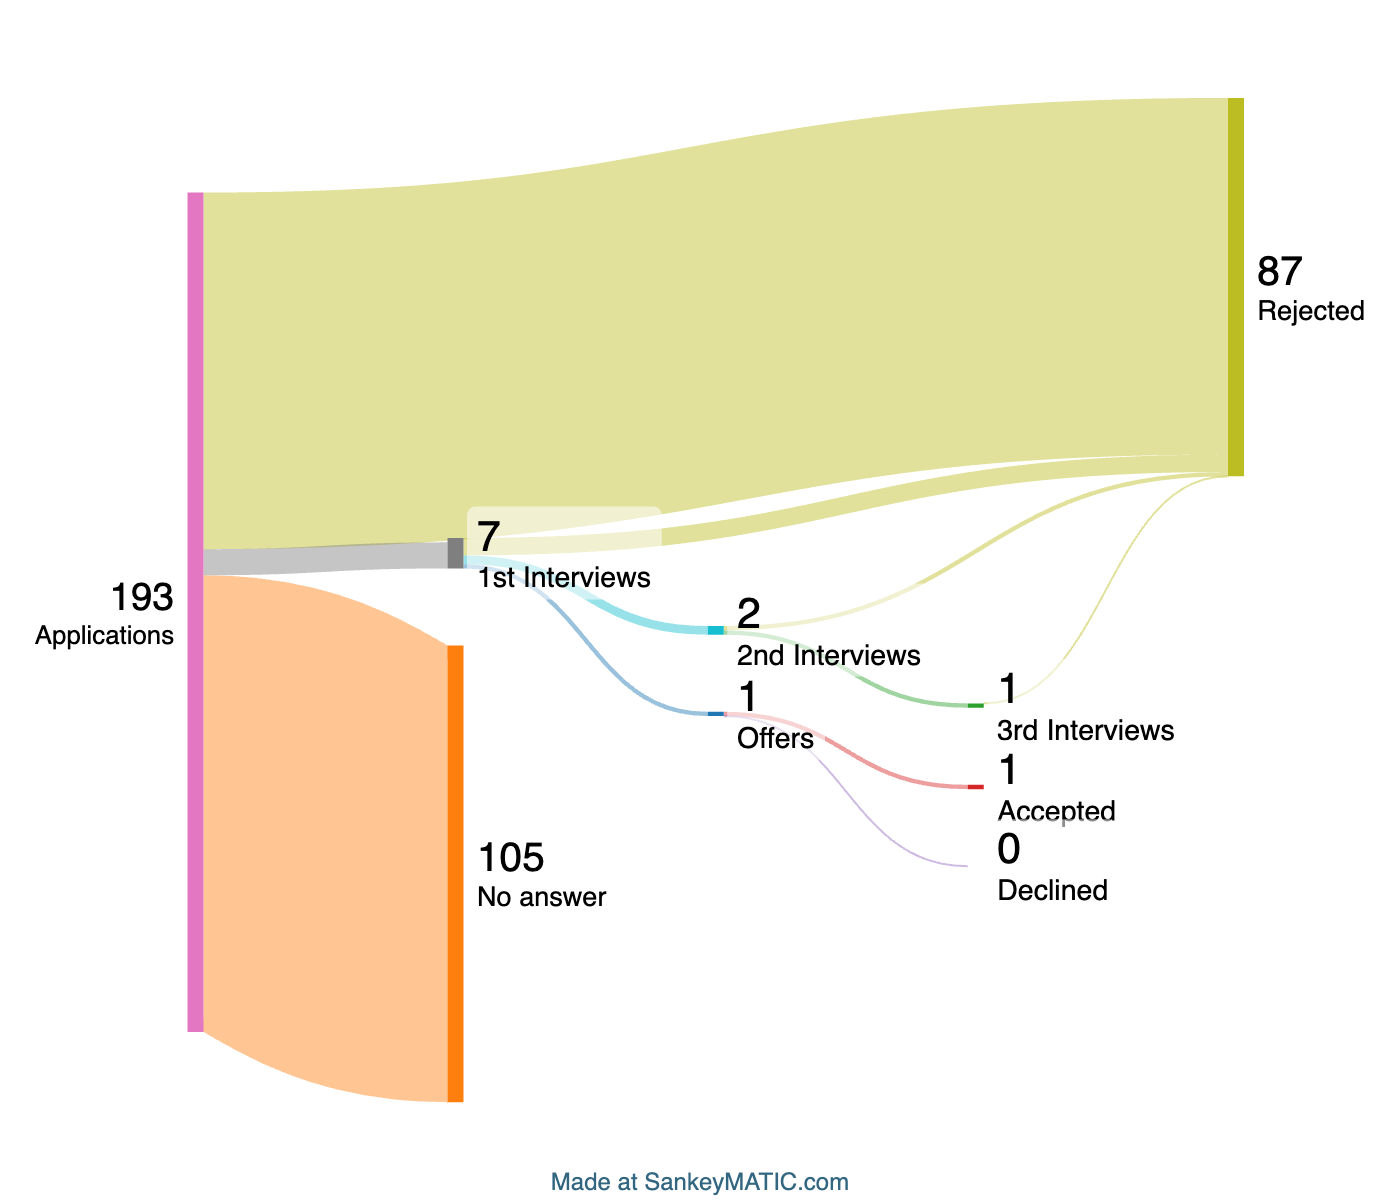 87
Rejected
7
1st Interviews
193
Applications
2
2nd Interviews
1
Offers
1
3rd Interviews
1
Accepted
0
Declined
105
No answer
Made at SankeyMATIC.com